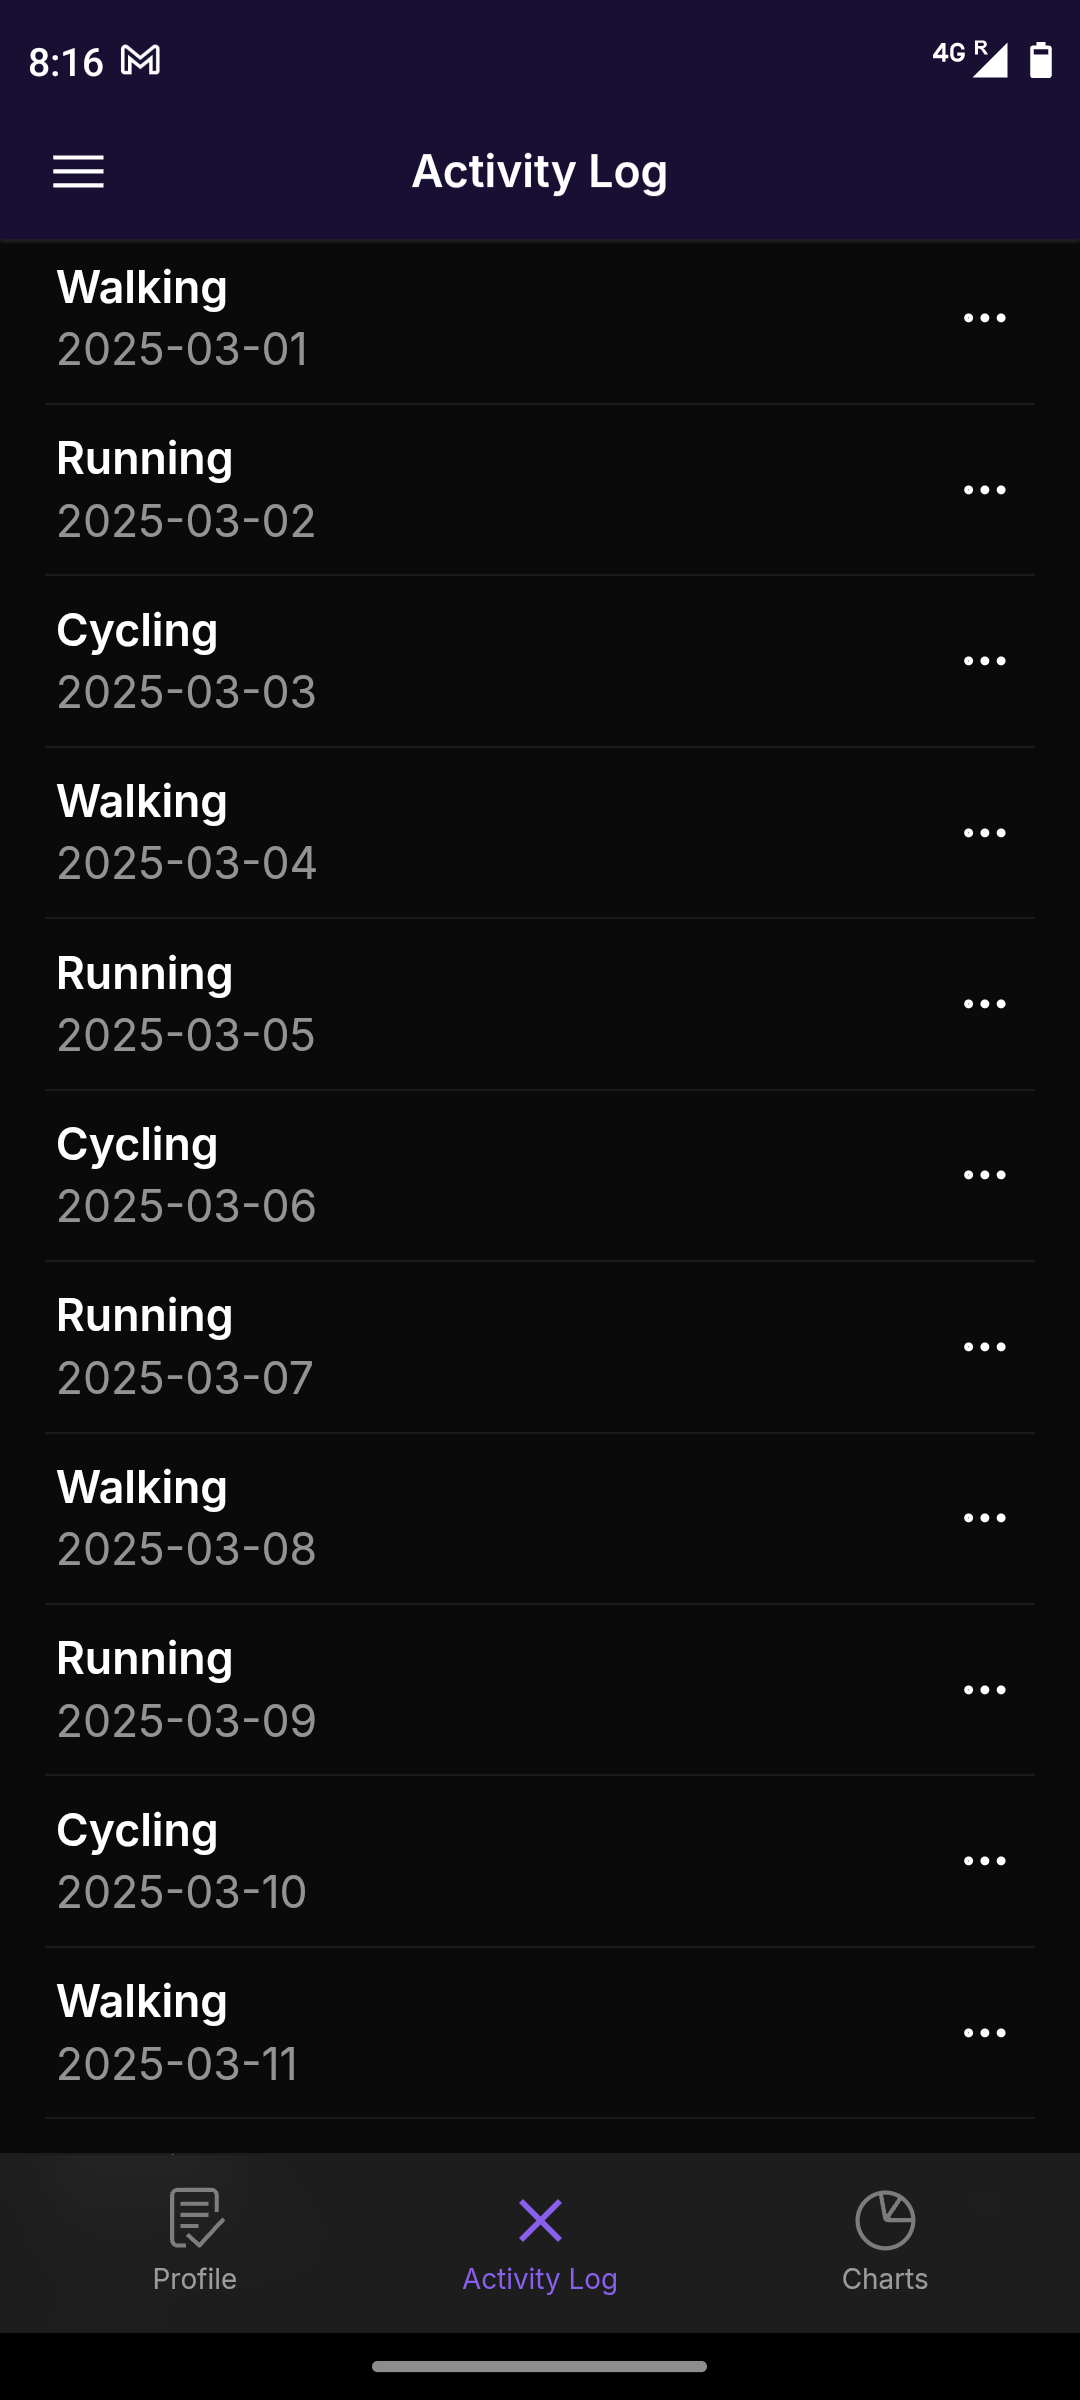 8:16
4G R
Activity Log
Walking
2025-03-01
Running
2025-03-02
Cycling
2025-03-03
Walking
2025-03-04
Running
2025-03-05
Cycling
2025-03-06
Running
2025-03-07
Walking
2025-03-08
Running
2025-03-09
Cycling
2025-03-10
Walking
2025-03-11
Profile
Activity Log
Charts